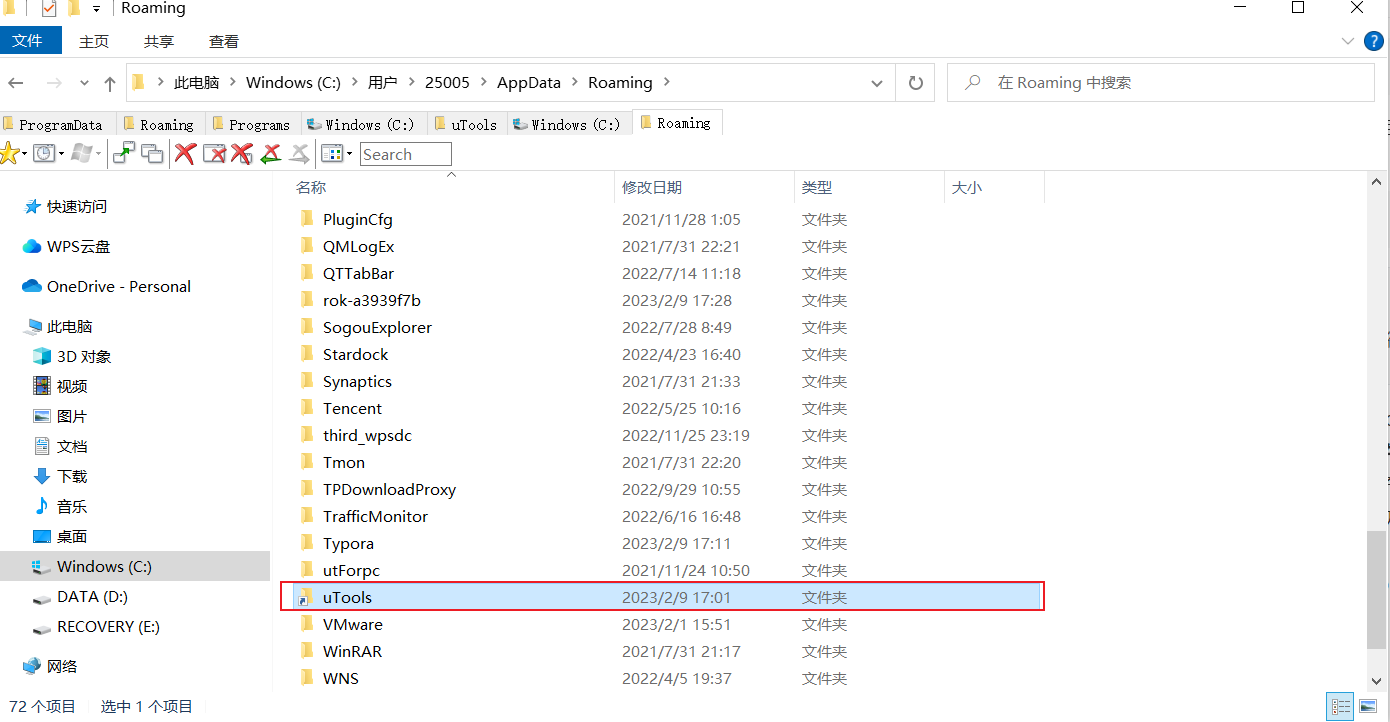 Roaming
文件 主页 共享 查看 ?
此电脑 Windows (C:) 用户 25005 AppData Roaming 在 Roaming 中搜索
ProgramData Roaming Programs Windows (C:) uTools Windows (C:) Roaming
Search
名称 修改日期 类型 大小
快速访问
WPS云盘
OneDrive - Personal
此电脑
3D 对象
视频
图片
文档
下载
音乐
桌面
Windows (C:)
DATA (D:)
RECOVERY (E:)
网络
PluginCfg 2021/11/28 1:05 文件夹
QMLogEx 2021/7/31 22:21 文件夹
QTTabBar 2022/7/14 11:18 文件夹
rok-a3939f7b 2023/2/9 17:28 文件夹
SogouExplorer 2022/7/28 8:49 文件夹
Stardock 2022/4/23 16:40 文件夹
Synaptics 2021/7/31 21:33 文件夹
Tencent 2022/5/25 10:16 文件夹
third_wpsdc 2022/11/25 23:19 文件夹
Tmon 2021/7/31 22:20 文件夹
TPDownloadProxy 2022/9/29 10:55 文件夹
TrafficMonitor 2022/6/16 16:48 文件夹
Typora 2023/2/9 17:11 文件夹
utForpc 2021/11/24 10:50 文件夹
uTools 2023/2/9 17:01 文件夹
VMware 2023/2/1 15:51 文件夹
WinRAR 2021/7/31 21:17 文件夹
WNS 2022/4/5 19:37 文件夹
72 个项目 选中 1 个项目